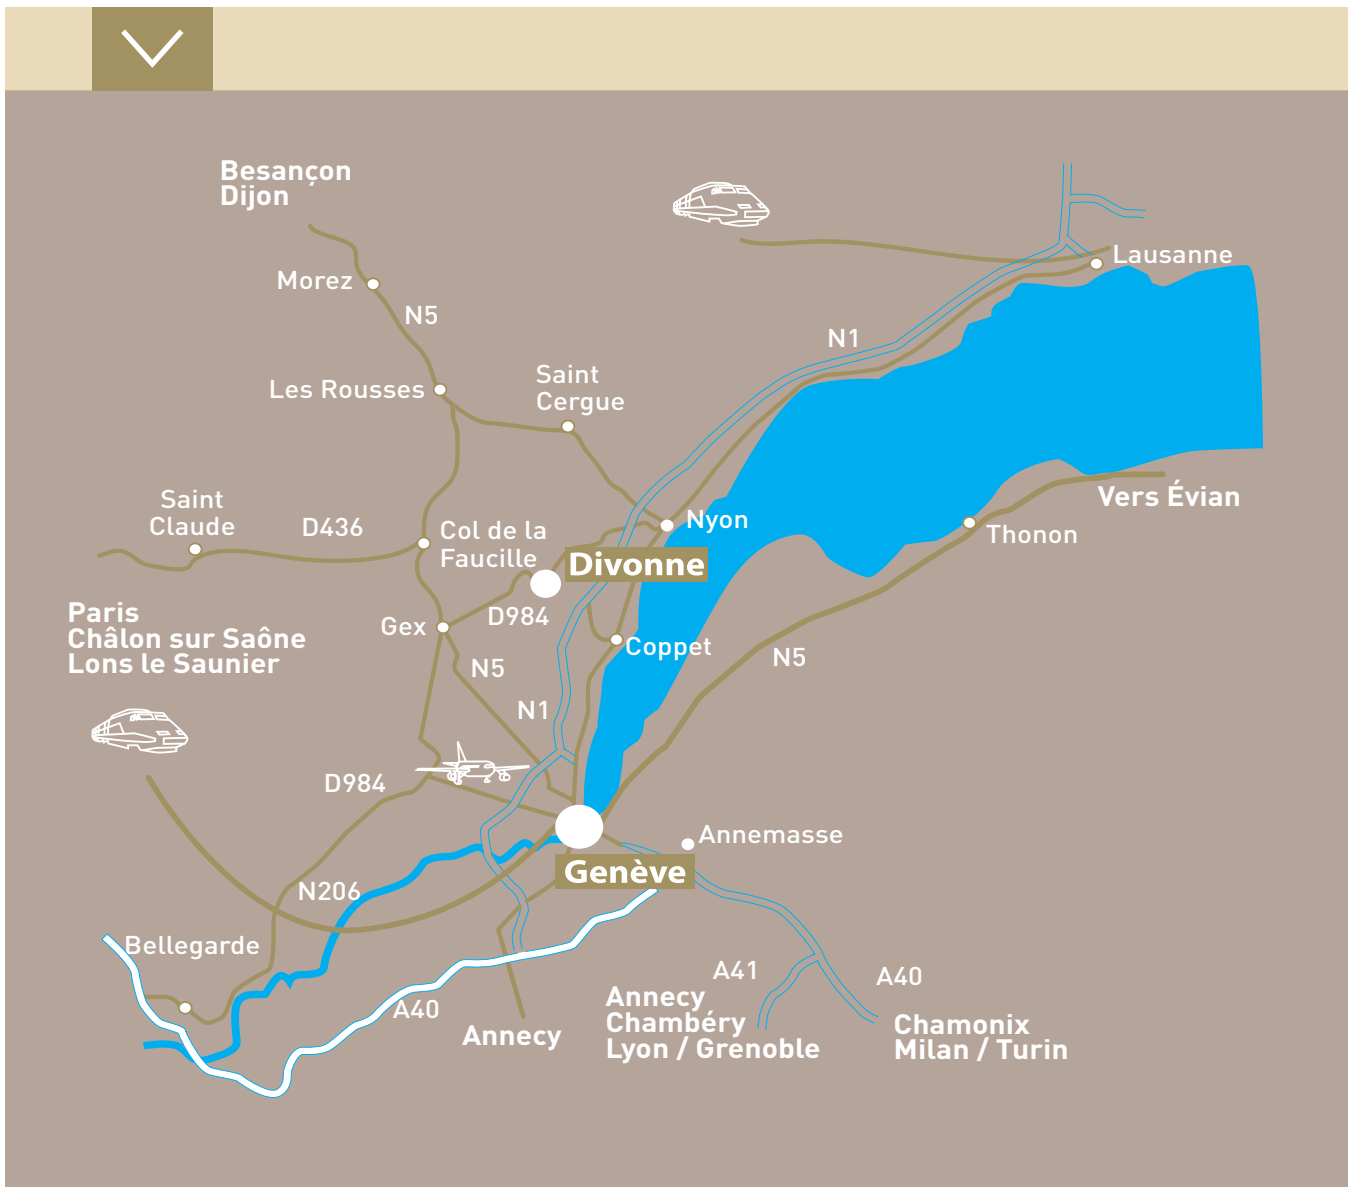 Besançon
Dijon
Lausanne
Morez
N5
N1
Saint
Cergue
Les Rousses
Saint
Claude
D436
Vers Évian
Nyon
Col de la
Faucille
Thonon
Divonne
Paris
Châlon sur Saône
Lons le Saunier
D984
Gex
Coppet
N5
N5
N1
D984
Annemasse
Genève
N206
Bellegarde
A41
A40
A40
Annecy
Annecy
Chambéry
Lyon / Grenoble
Chamonix
Milan / Turin